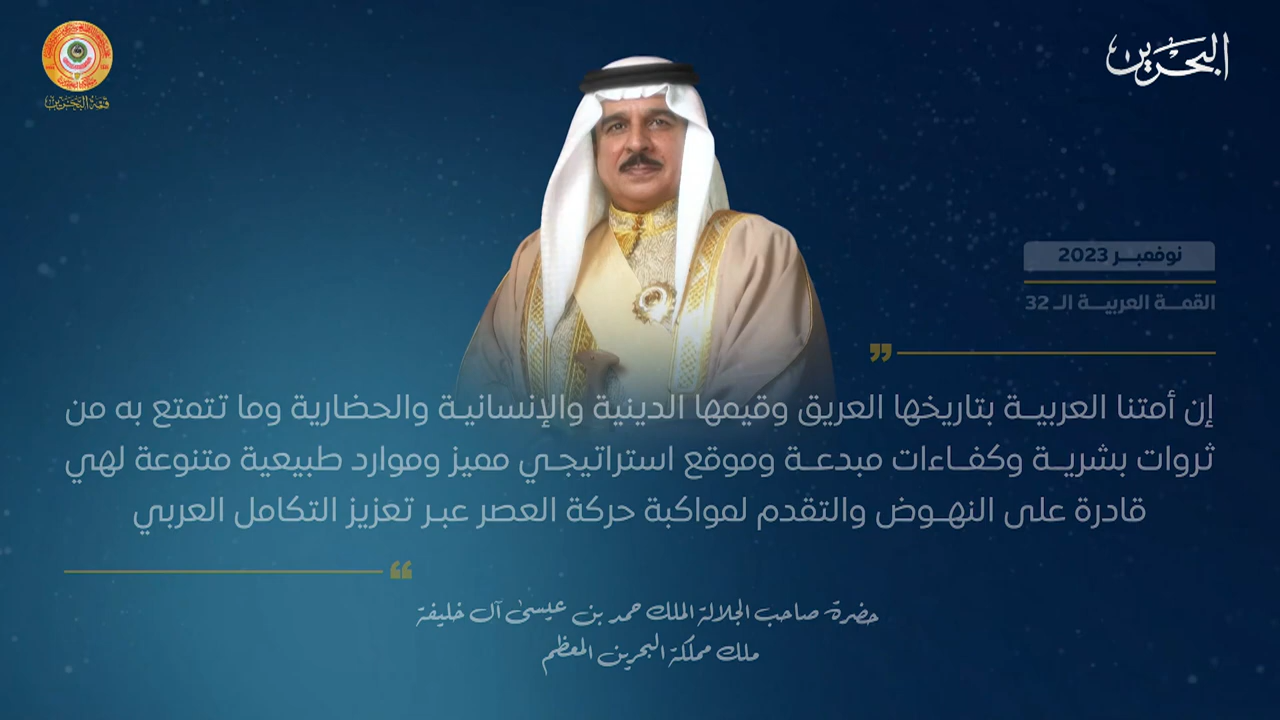 البحرين
قمة البحرين
نوفمبر 2023
القمة العربية الـ 32
إن أمتنا العربية بتاريخها العريق وقيمها الدينية والإنسانية والحضارية وما تتمتع به من
ثروات بشرية وكفاءات مبدعة وموقع استراتيجي مميز وموارد طبيعية متنوعة لهي
قادرة على النهوض والتقدم لمواكبة حركة العصر عبر تعزيز التكامل العربي
حضرة صاحب الجلالة الملك حمد بن عيسى آل خليفة
ملك مملكة البحرين المعظم